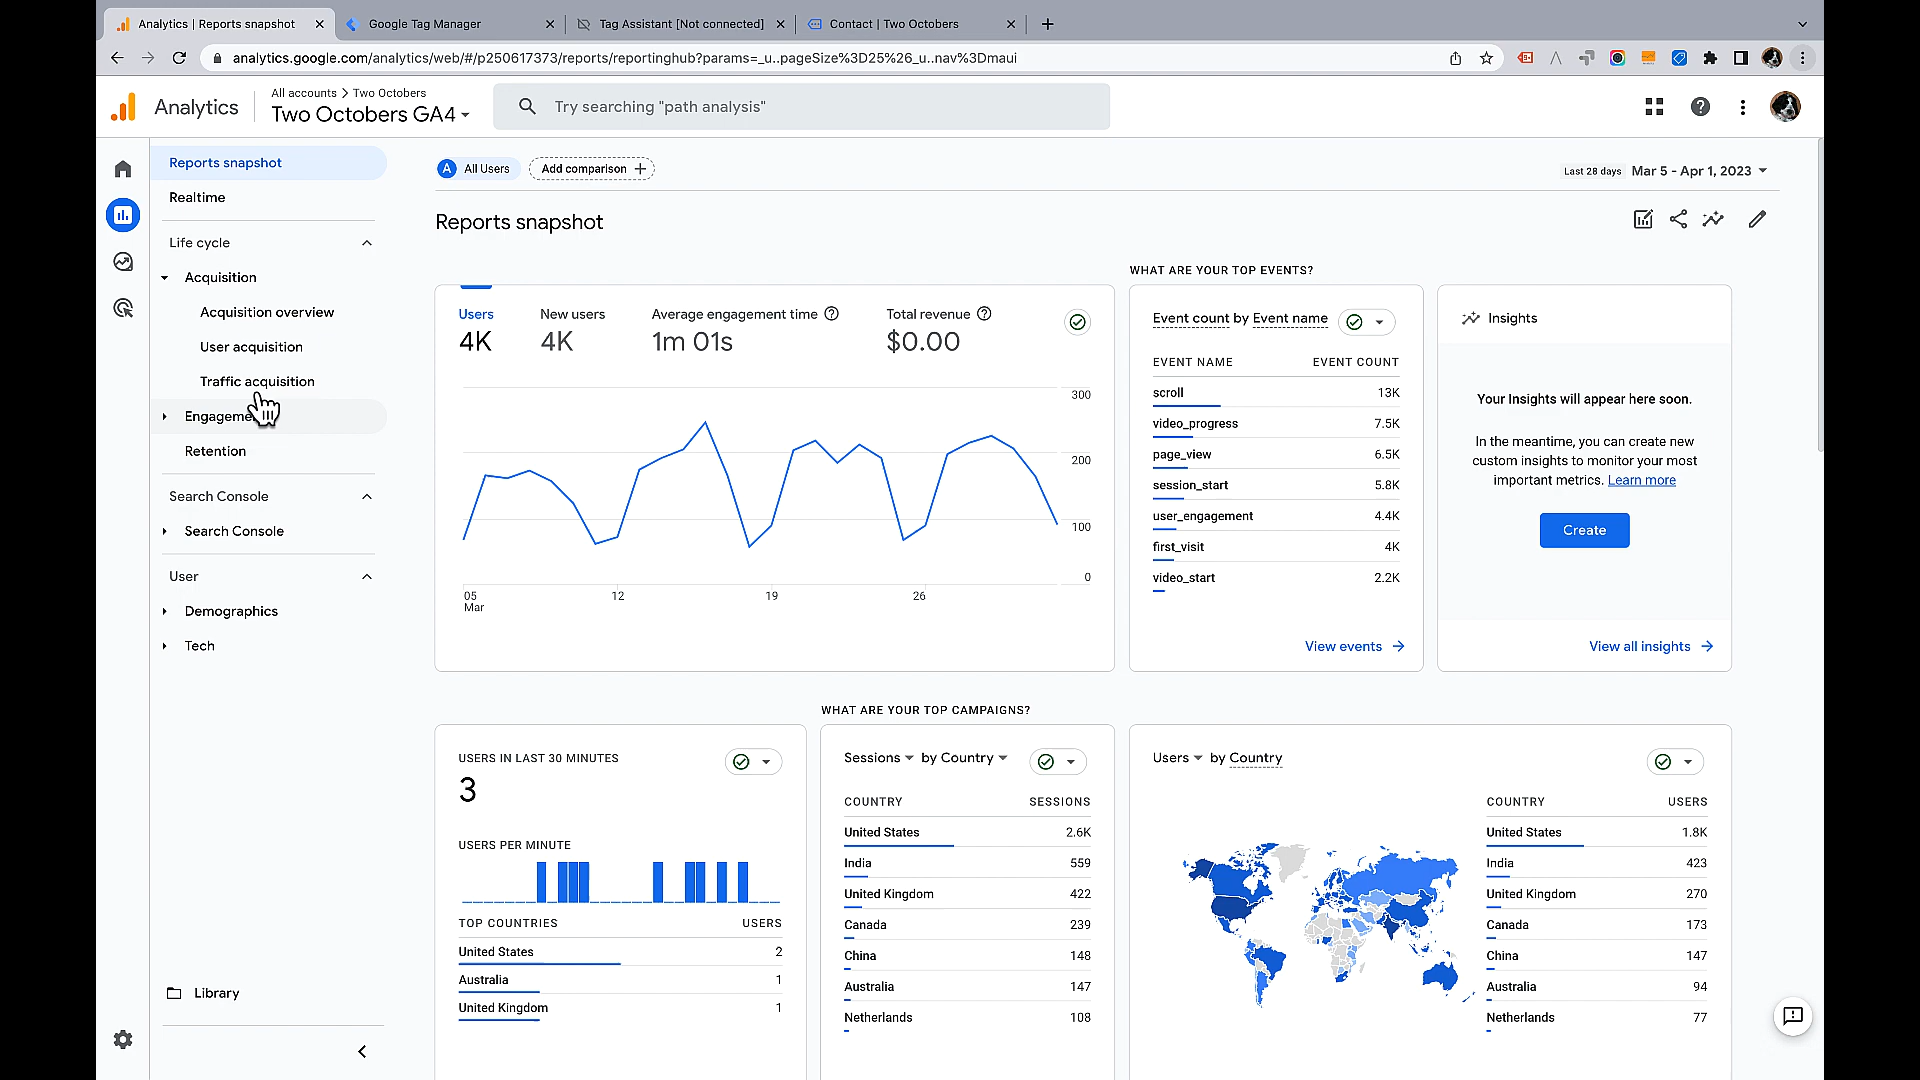 Analytics | Reports snapshot
Google Tag Manager
Tag Assistant [Not connected]
Contact | Two Octobers
analytics.google.com/analytics/web/#/p250617373/reports/reportinghub?params=_u..pageSize%3D25%26_u..nav%3Dmaui
Analytics
All accounts > Two Octobers
Two Octobers GA4
Try searching "path analysis"
Reports snapshot
Realtime
Life cycle
Acquisition
Acquisition overview
User acquisition
Traffic acquisition
Engageme
Retention
Search Console
Search Console
User
Demographics
Tech
Library
A All Users
Add comparison +
Last 28 days Mar 5 - Apr 1, 2023
Reports snapshot
Users
4K
New users
4K
Average engagement time
1m 01s
Total revenue
$0.00
300
200
100
0
05
Mar
12
19
26
WHAT ARE YOUR TOP EVENTS?
Event count by Event name
EVENT NAME EVENT COUNT
scroll 13K
video_progress 7.5K
page_view 6.5K
session_start 5.8K
user_engagement 4.4K
first_visit 4K
video_start 2.2K
View events
Insights
Your Insights will appear here soon.
In the meantime, you can create new
custom insights to monitor your most
important metrics. Learn more
Create
View all insights
WHAT ARE YOUR TOP CAMPAIGNS?
USERS IN LAST 30 MINUTES
3
USERS PER MINUTE
TOP COUNTRIES USERS
United States 2
Australia 1
United Kingdom 1
Sessions by Country
COUNTRY SESSIONS
United States 2.6K
India 559
United Kingdom 422
Canada 239
China 148
Australia 147
Netherlands 108
Users by Country
COUNTRY USERS
United States 1.8K
India 423
United Kingdom 270
Canada 173
China 147
Australia 94
Netherlands 77